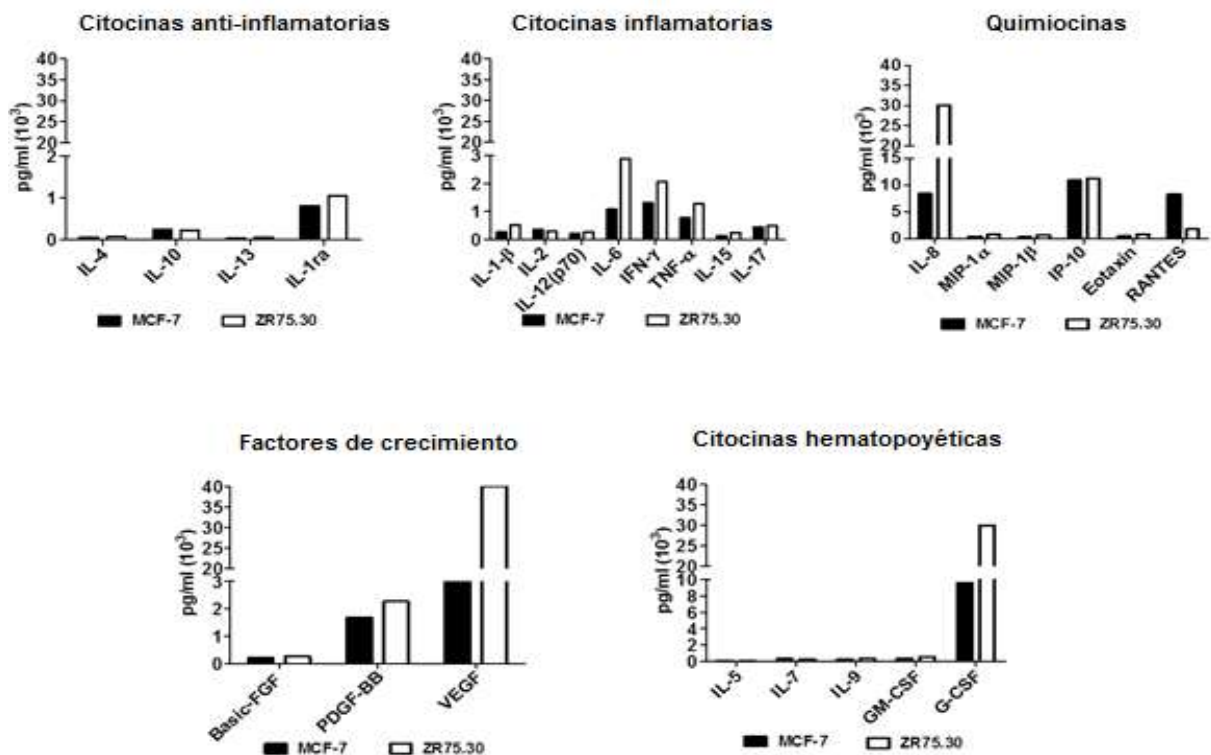 Citocinas anti-inflamatorias
40
35
30
25
20
2
1
0
pg/ml (10³)
IL-4
IL-10
IL-13
IL-1ra
MCF-7
ZR75.30
Citocinas inflamatorias
40
35
30
25
20
3
2
1
0
pg/ml (10³)
IL-1-β
IL-2
IL-12(p70)
IL-6
IFN-γ
TNF-α
IL-15
IL-17
MCF-7
ZR75.30
Quimiocinas
40
35
30
25
20
15
10
5
0
pg/ml (10³)
IL-8
MIP-1α
MIP-1β
IP-10
Eotaxin
RANTES
MCF-7
ZR75.30
Factores de crecimiento
40
35
30
25
20
3
2
1
0
pg/ml (10³)
Basic-FGF
PDGF-BB
VEGF
MCF-7
ZR75.30
Citocinas hematopoyéticas
40
35
30
25
20
10
8
6
4
2
0
pg/ml (10³)
IL-5
IL-7
IL-9
GM-CSF
G-CSF
MCF-7
ZR75.30